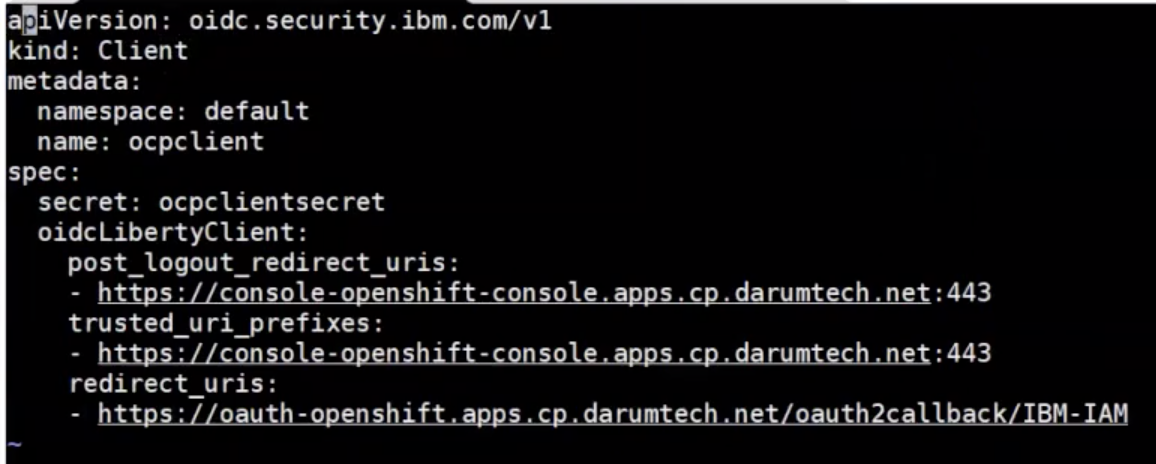 apiVersion: oidc.security.ibm.com/v1
kind: Client
metadata:
  namespace: default
  name: ocpclient
spec:
  secret: ocpclientsecret
  oidcLibertyClient:
    post_logout_redirect_uris:
    - https://console-openshift-console.apps.cp.darumtech.net:443
    trusted_uri_prefixes:
    - https://console-openshift-console.apps.cp.darumtech.net:443
    redirect_uris:
    - https://oauth-openshift.apps.cp.darumtech.net/oauth2callback/IBM-IAM
~